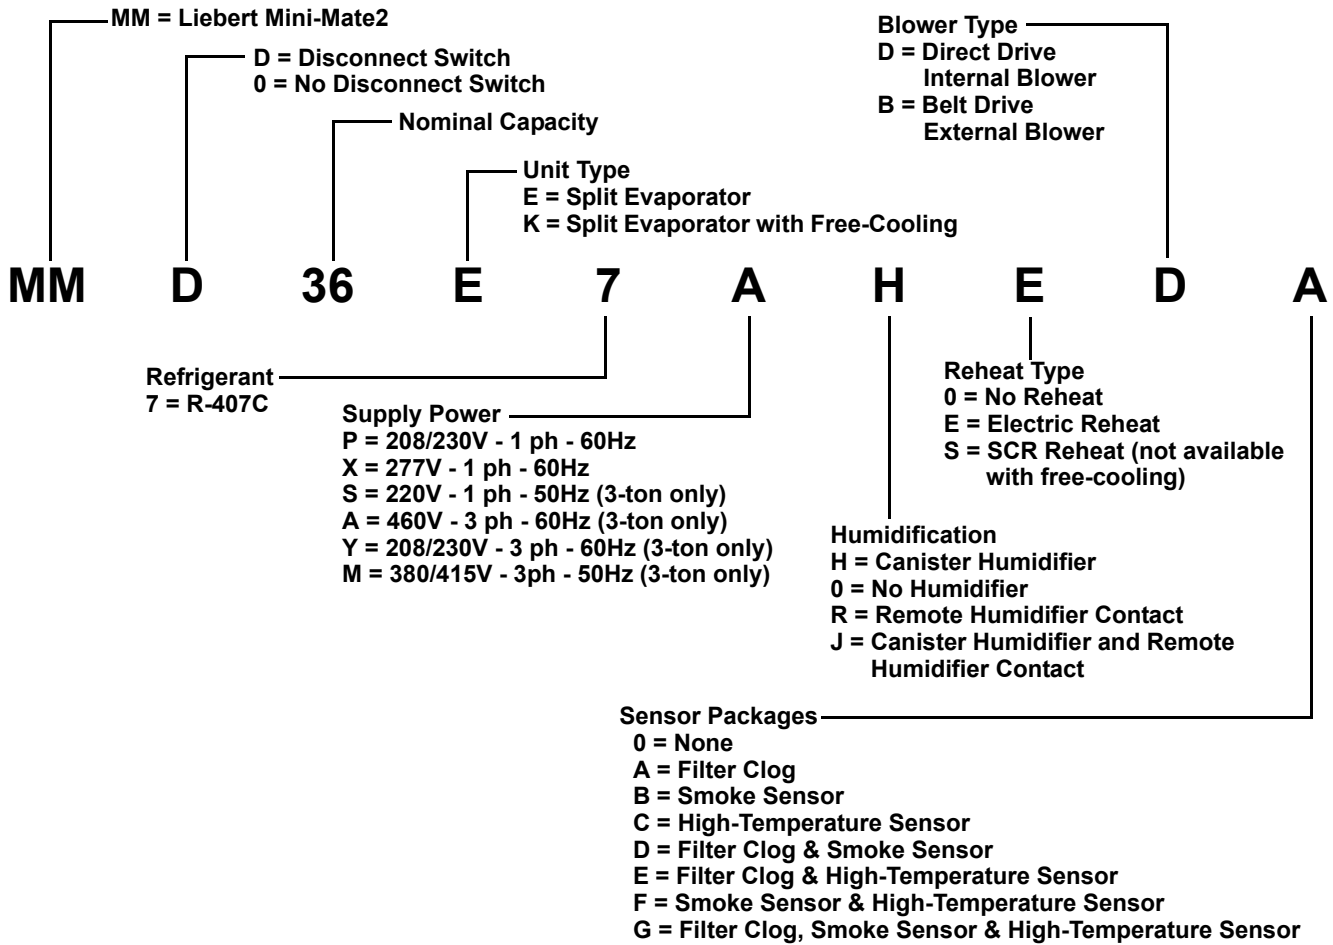 MM = Liebert Mini-Mate2
D = Disconnect Switch
0 = No Disconnect Switch
Nominal Capacity
Unit Type
E = Split Evaporator
K = Split Evaporator with Free-Cooling
Blower Type
D = Direct Drive
Internal Blower
B = Belt Drive
External Blower
MM D 36 E 7 A H E D A
Refrigerant
7 = R-407C
Supply Power
P = 208/230V - 1 ph - 60Hz
X = 277V - 1 ph - 60Hz
S = 220V - 1 ph - 50Hz (3-ton only)
A = 460V - 3 ph - 60Hz (3-ton only)
Y = 208/230V - 3 ph - 60Hz (3-ton only)
M = 380/415V - 3ph - 50Hz (3-ton only)
Reheat Type
0 = No Reheat
E = Electric Reheat
S = SCR Reheat (not available
with free-cooling)
Humidification
H = Canister Humidifier
0 = No Humidifier
R = Remote Humidifier Contact
J = Canister Humidifier and Remote
Humidifier Contact
Sensor Packages
0 = None
A = Filter Clog
B = Smoke Sensor
C = High-Temperature Sensor
D = Filter Clog & Smoke Sensor
E = Filter Clog & High-Temperature Sensor
F = Smoke Sensor & High-Temperature Sensor
G = Filter Clog, Smoke Sensor & High-Temperature Sensor